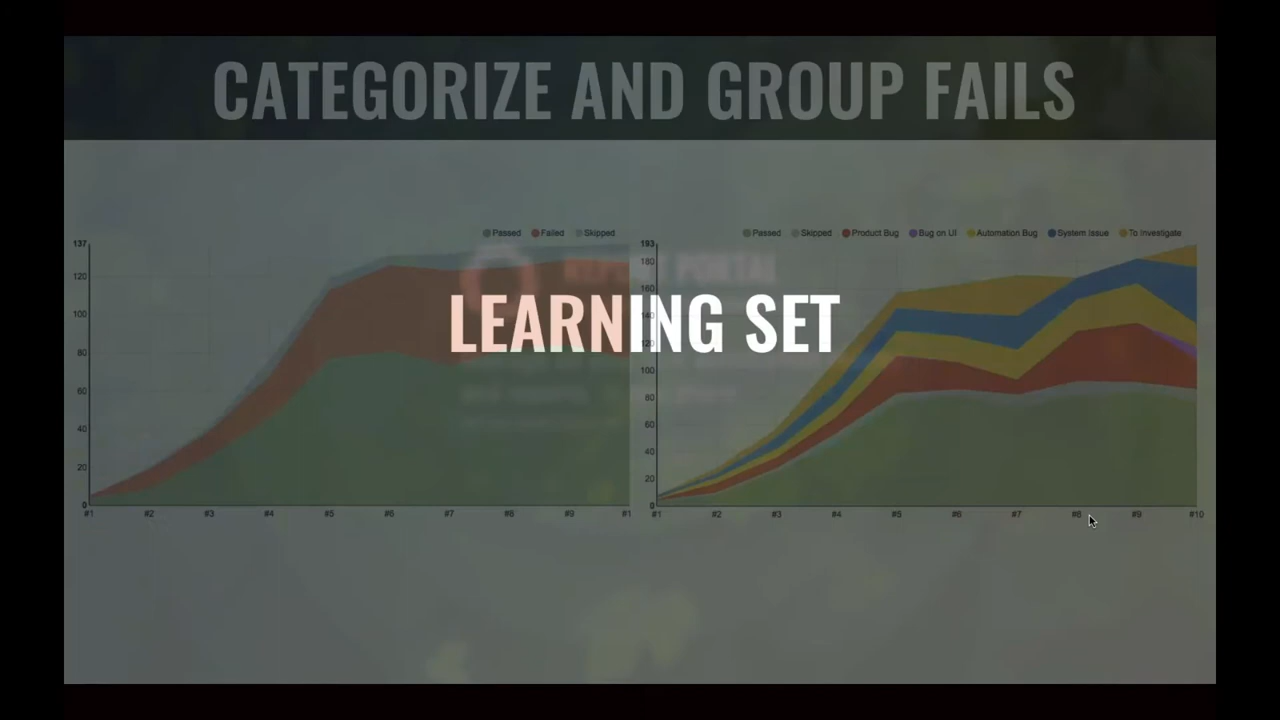 CATEGORIZE AND GROUP FAILS
Passed Failed Skipped
137
120
100
80
60
40
20
0
#1 #2 #3 #4 #5 #6 #7 #8 #9 #1
Passed Skipped Product Bug Bug on UI Automation Bug System Issue To Investigate
193
180
160
140
120
100
80
60
40
20
0
#1 #2 #3 #4 #5 #6 #7 #8 #9 #10
PORTAL
LEARNING SET